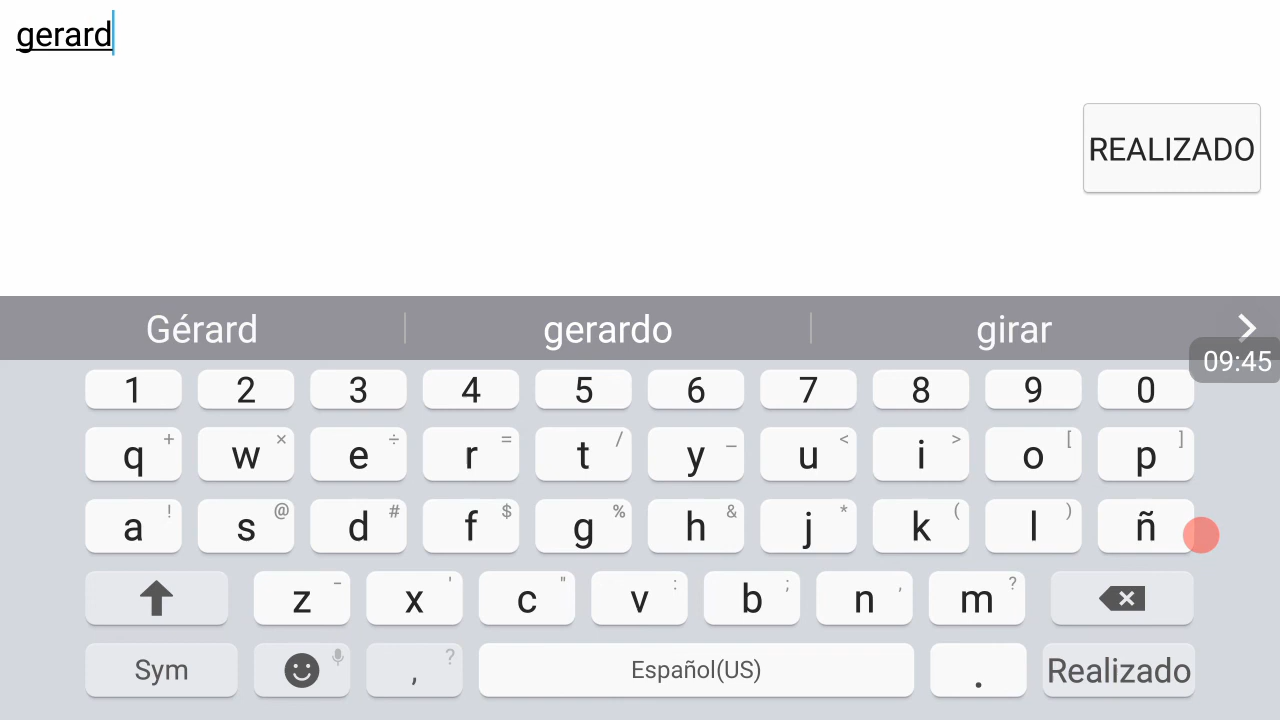 gerard
REALIZADO
Gérard gerardo girar
09:45
1 2 3 4 5 6 7 8 9 0
q + w × e ÷ r = t / y _ u < i > o [ p ]
a ! s @ d # f $ g % h & j * k ( l ) ñ
z - x ' c " v : b ; n , m ?
Sym , ? Español(US) . Realizado